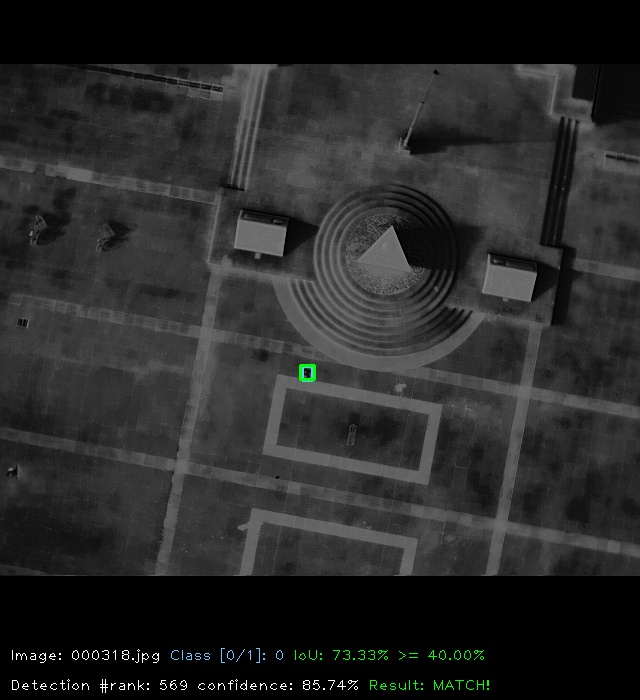 Image: 000318.jpg Class [0/1]: 0 IoU: 73.33% >= 40.00%
Detection #rank: 569 confidence: 85.74% Result: MATCH!